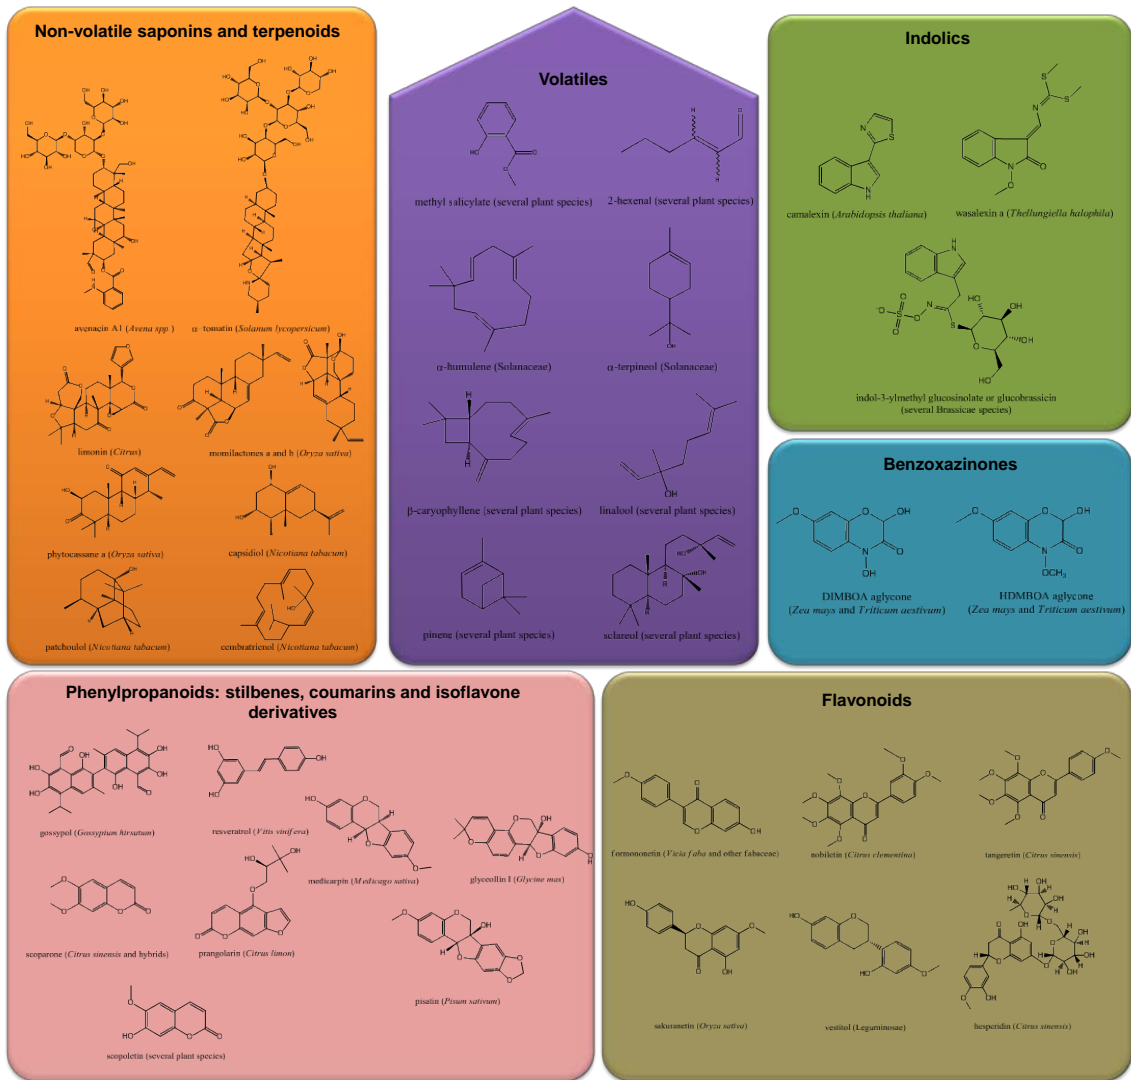 Non-volatile saponins and terpenoids
avenacin A1 (Avena spp )
α- tomatin (Solanum lycopersicum)
limonin (Citrus)
momilactones a and b (Oryza sativa)
phytocassane a (Oryza sativa)
capsidiol (Nicotiana tabacum)
patchoulol (Nicotiana tabacum)
cembratrienol (Nicotiana tabacum)
Volatiles
methyl salicylate (several plant species)
2-hexenal (several plant species)
α-humulene (Solanaceae)
α-terpineol (Solanaceae)
β-caryophyllene (several plant species)
linalool (several plant species)
pinene (several plant species)
sclareol (several plant species)
Indolics
camalexin (Arabidopsis thaliana)
wasalexin a (Thellungiella halophila)
indol-3-ylmethyl glucosinolate or glucobrassicin
(several Brassicae species)
Benzoxazinones
DIMBOA aglycone
(Zea mays and Triticum aestivum)
HDMBOA aglycone
(Zea mays and Triticum aestivum)
Phenylpropanoids: stilbenes, coumarins and isoflavone
derivatives
gossypol (Gossypium hirsutum)
resveratrol (Vitis vinifera)
medicarpin (Medicago sativa)
glyceollin I (Glycine max)
scoparone (Citrus sinensis and hybrids)
prangolarin (Citrus limon)
pisatin (Pisum sativum)
scopoletin (several plant species)
Flavonoids
formononetin (Vicia faba and other fabaceae)
nobiletin (Citrus clementina)
tangeretin (Citrus sinensis)
sakuranetin (Oryza sativa)
vestitol (Leguminosae)
hesperidin (Citrus sinensis)